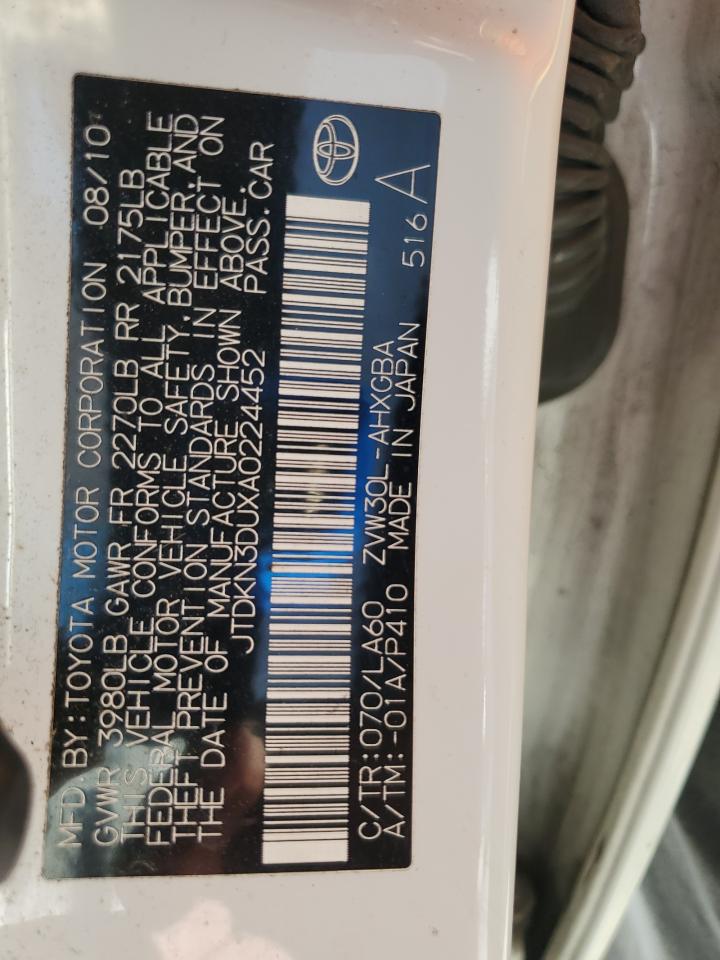 MFD BY:TOYOTA MOTOR CORPORATION 08/10
GVWR 3980LB GAWR FR 2270LB RR 2175LB
THIS VEHICLE CONFORMS TO ALL APPLICABLE
FEDERAL MOTOR VEHICLE SAFETY, BUMPER, AND
THEFT PREVENTION STANDARDS IN EFFECT ON
THE DATE OF MANUFACTURE SHOWN ABOVE.
JTDKN3DUXA0224452 PASS.CAR
C/TR:070/LA60 ZVW30L-AHXGBA
A/TM:-01A/P410 MADE IN JAPAN 516 A